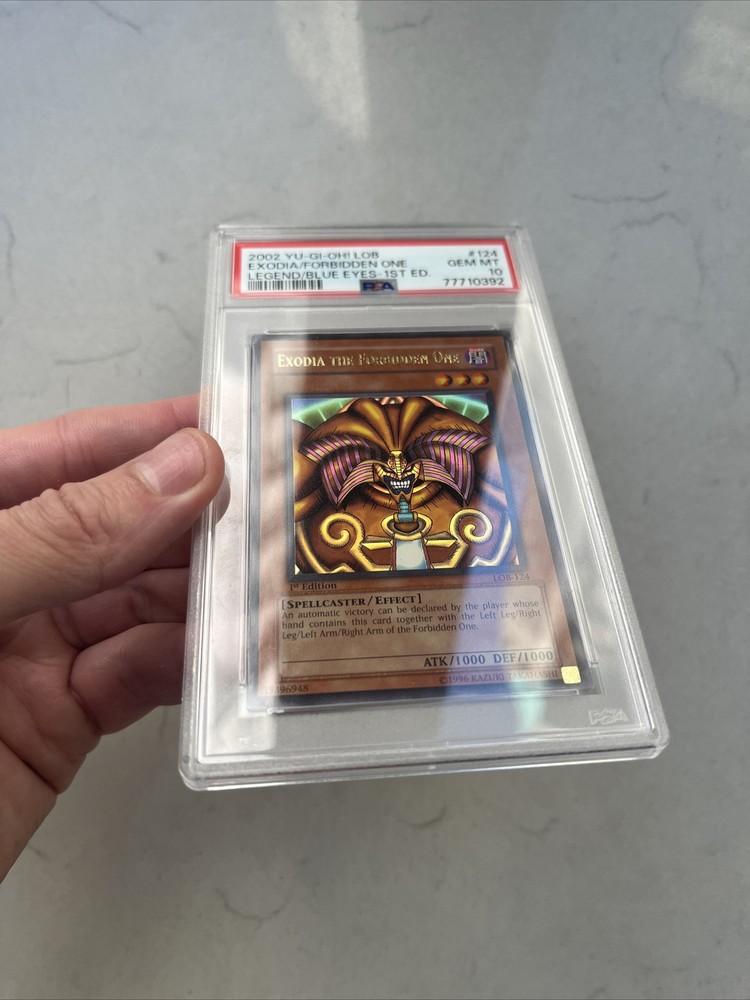 2002 YU-GI-OH! LOB #124
EXODIA/FORBIDDEN ONE GEM MT
LEGEND/BLUE EYES-1ST ED. 10
PSA 77710392
EXODIA THE FORBIDDEN ONE
1st Edition LOB-124
[SPELLCASTER/EFFECT]
An automatic victory can be declared by the player whose
hand contains this card together with the Left Leg/Right
Leg/Left Arm/Right Arm of the Forbidden One.
ATK/1000 DEF/1000
©1996 KAZUKI TAKAHASHI
PSA